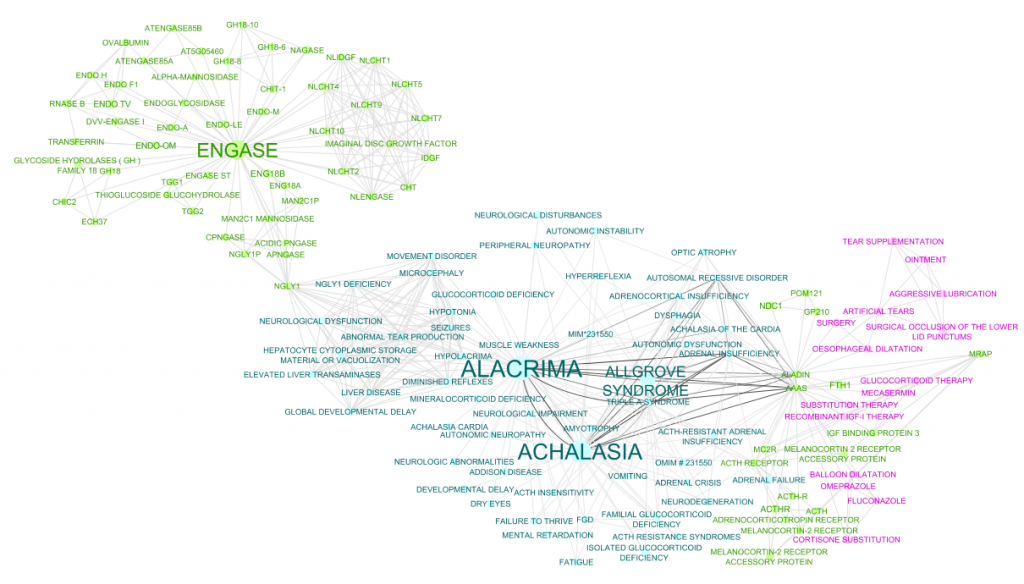 GH18-10
ATENGASE85B
OVALBUMIN
GH18-6
NAGASE
AT5G05460
NLIDGF
ATENGASE85A
GH18-8
NLCHT1
ENDO H
ALPHA-MANNOSIDASE
ENDO F1
CHIT-1
NLCHT4
NLCHT5
RNASE B
ENDO TV
ENDOGLYCOSIDASE
NLCHT9
ENDO-M
DVV-ENGASE I
ENDO-A
ENDO-LE
NLCHT7
NLCHT10
TRANSFERRIN
ENDO-OM
ENGASE
IMAGINAL DISC GROWTH FACTOR
IDGF
GLYCOSIDE HYDROLASES ( GH )
FAMILY 18
GH18
ENGASE ST
ENG18B
NLCHT2
TGG1
ENG18A
CHT
THIOGLUCOSIDE GLUCOHYDROLASE
NLENGASE
CHIC2
MAN2C1P
TGG2
ECH37
MAN2C1 MANNOSIDASE
CPNGASE
ACIDIC PNGASE
NGLY1P
APNGASE
NGLY1
NEUROLOGICAL DISTURBANCES
AUTONOMIC INSTABILITY
PERIPHERAL NEUROPATHY
TEAR SUPPLEMENTATION
OPTIC ATROPHY
MOVEMENT DISORDER
OINTMENT
MICROCEPHALY
HYPERREFLEXIA
AUTOSOMAL RECESSIVE DISORDER
NGLY1 DEFICIENCY
GLUCOCORTICOID DEFICIENCY
ADRENOCORTICAL INSUFFICIENCY
POM121
AGGRESSIVE LUBRICATION
NDC1
HYPOTONIA
DYSPHAGIA
GP210
ARTIFICIAL TEARS
NEUROLOGICAL DYSFUNCTION
SEIZURES
ACHALASIA OF THE CARDIA
SURGERY
SURGICAL OCCLUSION OF THE LOWER
LID PUNCTUMS
ABNORMAL TEAR PRODUCTION
MIM*231550
MUSCLE WEAKNESS
AUTONOMIC DYSFUNCTION
OESOPHAGEAL DILATATION
HEPATOCYTE CYTOPLASMIC STORAGE
MATERIAL OR VACUOLIZATION
HYPOLACRIMA
ADRENAL INSUFFICIENCY
MRAP
ELEVATED LIVER TRANSAMINASES
ALACRIMA
ALLGROVE
SYNDROME
ALADIN
DIMINISHED REFLEXES
GLUCOCORTICOID THERAPY
AAAS
FTH1
LIVER DISEASE
MECASERMIN
MINERALOCORTICOID DEFICIENCY
TRIPLE A SYNDROME
SUBSTITUTION THERAPY
GLOBAL DEVELOPMENTAL DELAY
NEUROLOGICAL IMPAIRMENT
RECOMBINANT IGF-I THERAPY
ACHALASIA CARDIA
AMYOTROPHY
AUTONOMIC NEUROPATHY
ACTH-RESISTANT ADRENAL
INSUFFICIENCY
IGF BINDING PROTEIN 3
ACHALASIA
MC2R
MELANOCORTIN 2 RECEPTOR
ACCESSORY PROTEIN
NEUROLOGIC ABNORMALITIES
OMIM # 231550
ACTH RECEPTOR
ADDISON DISEASE
VOMITING
ADRENAL CRISIS
ADRENAL FAILURE
BALLOON DILATATION
OMEPRAZOLE
DEVELOPMENTAL DELAY
ACTH INSENSITIVITY
ACTH-R
DRY EYES
NEURODEGENERATION
FLUCONAZOLE
ACTHR
ACTH
FAILURE TO THRIVE
FGD
FAMILIAL GLUCOCORTICOID
DEFICIENCY
ADRENOCORTICOTROPIN RECEPTOR
MENTAL RETARDATION
ACTH RESISTANCE SYNDROMES
MELANOCORTIN-2 RECEPTOR
CORTISONE SUBSTITUTION
ISOLATED GLUCOCORTICOID
DEFICIENCY
MELANOCORTIN-2 RECEPTOR
ACCESSORY PROTEIN
FATIGUE